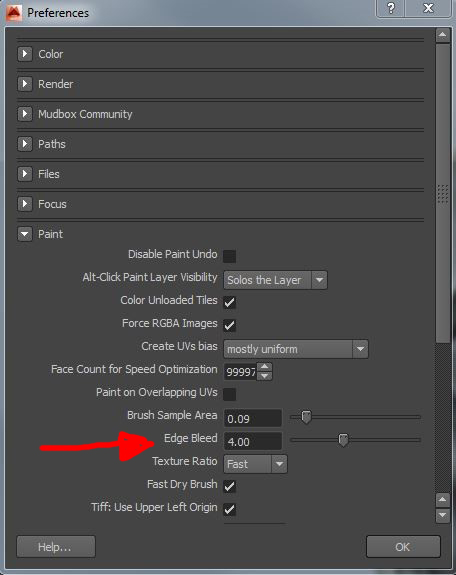 Preferences
Color
Render
Mudbox Community
Paths
Files
Focus
Paint
Disable Paint Undo
Alt-Click Paint Layer Visibility Solos the Layer
Color Unloaded Tiles
Force RGBA Images
Create UVs bias mostly uniform
Face Count for Speed Optimization 99997
Paint on Overlapping UVs
Brush Sample Area 0.09
Edge Bleed 4.00
Texture Ratio Fast
Fast Dry Brush
Tiff: Use Upper Left Origin
Help... OK